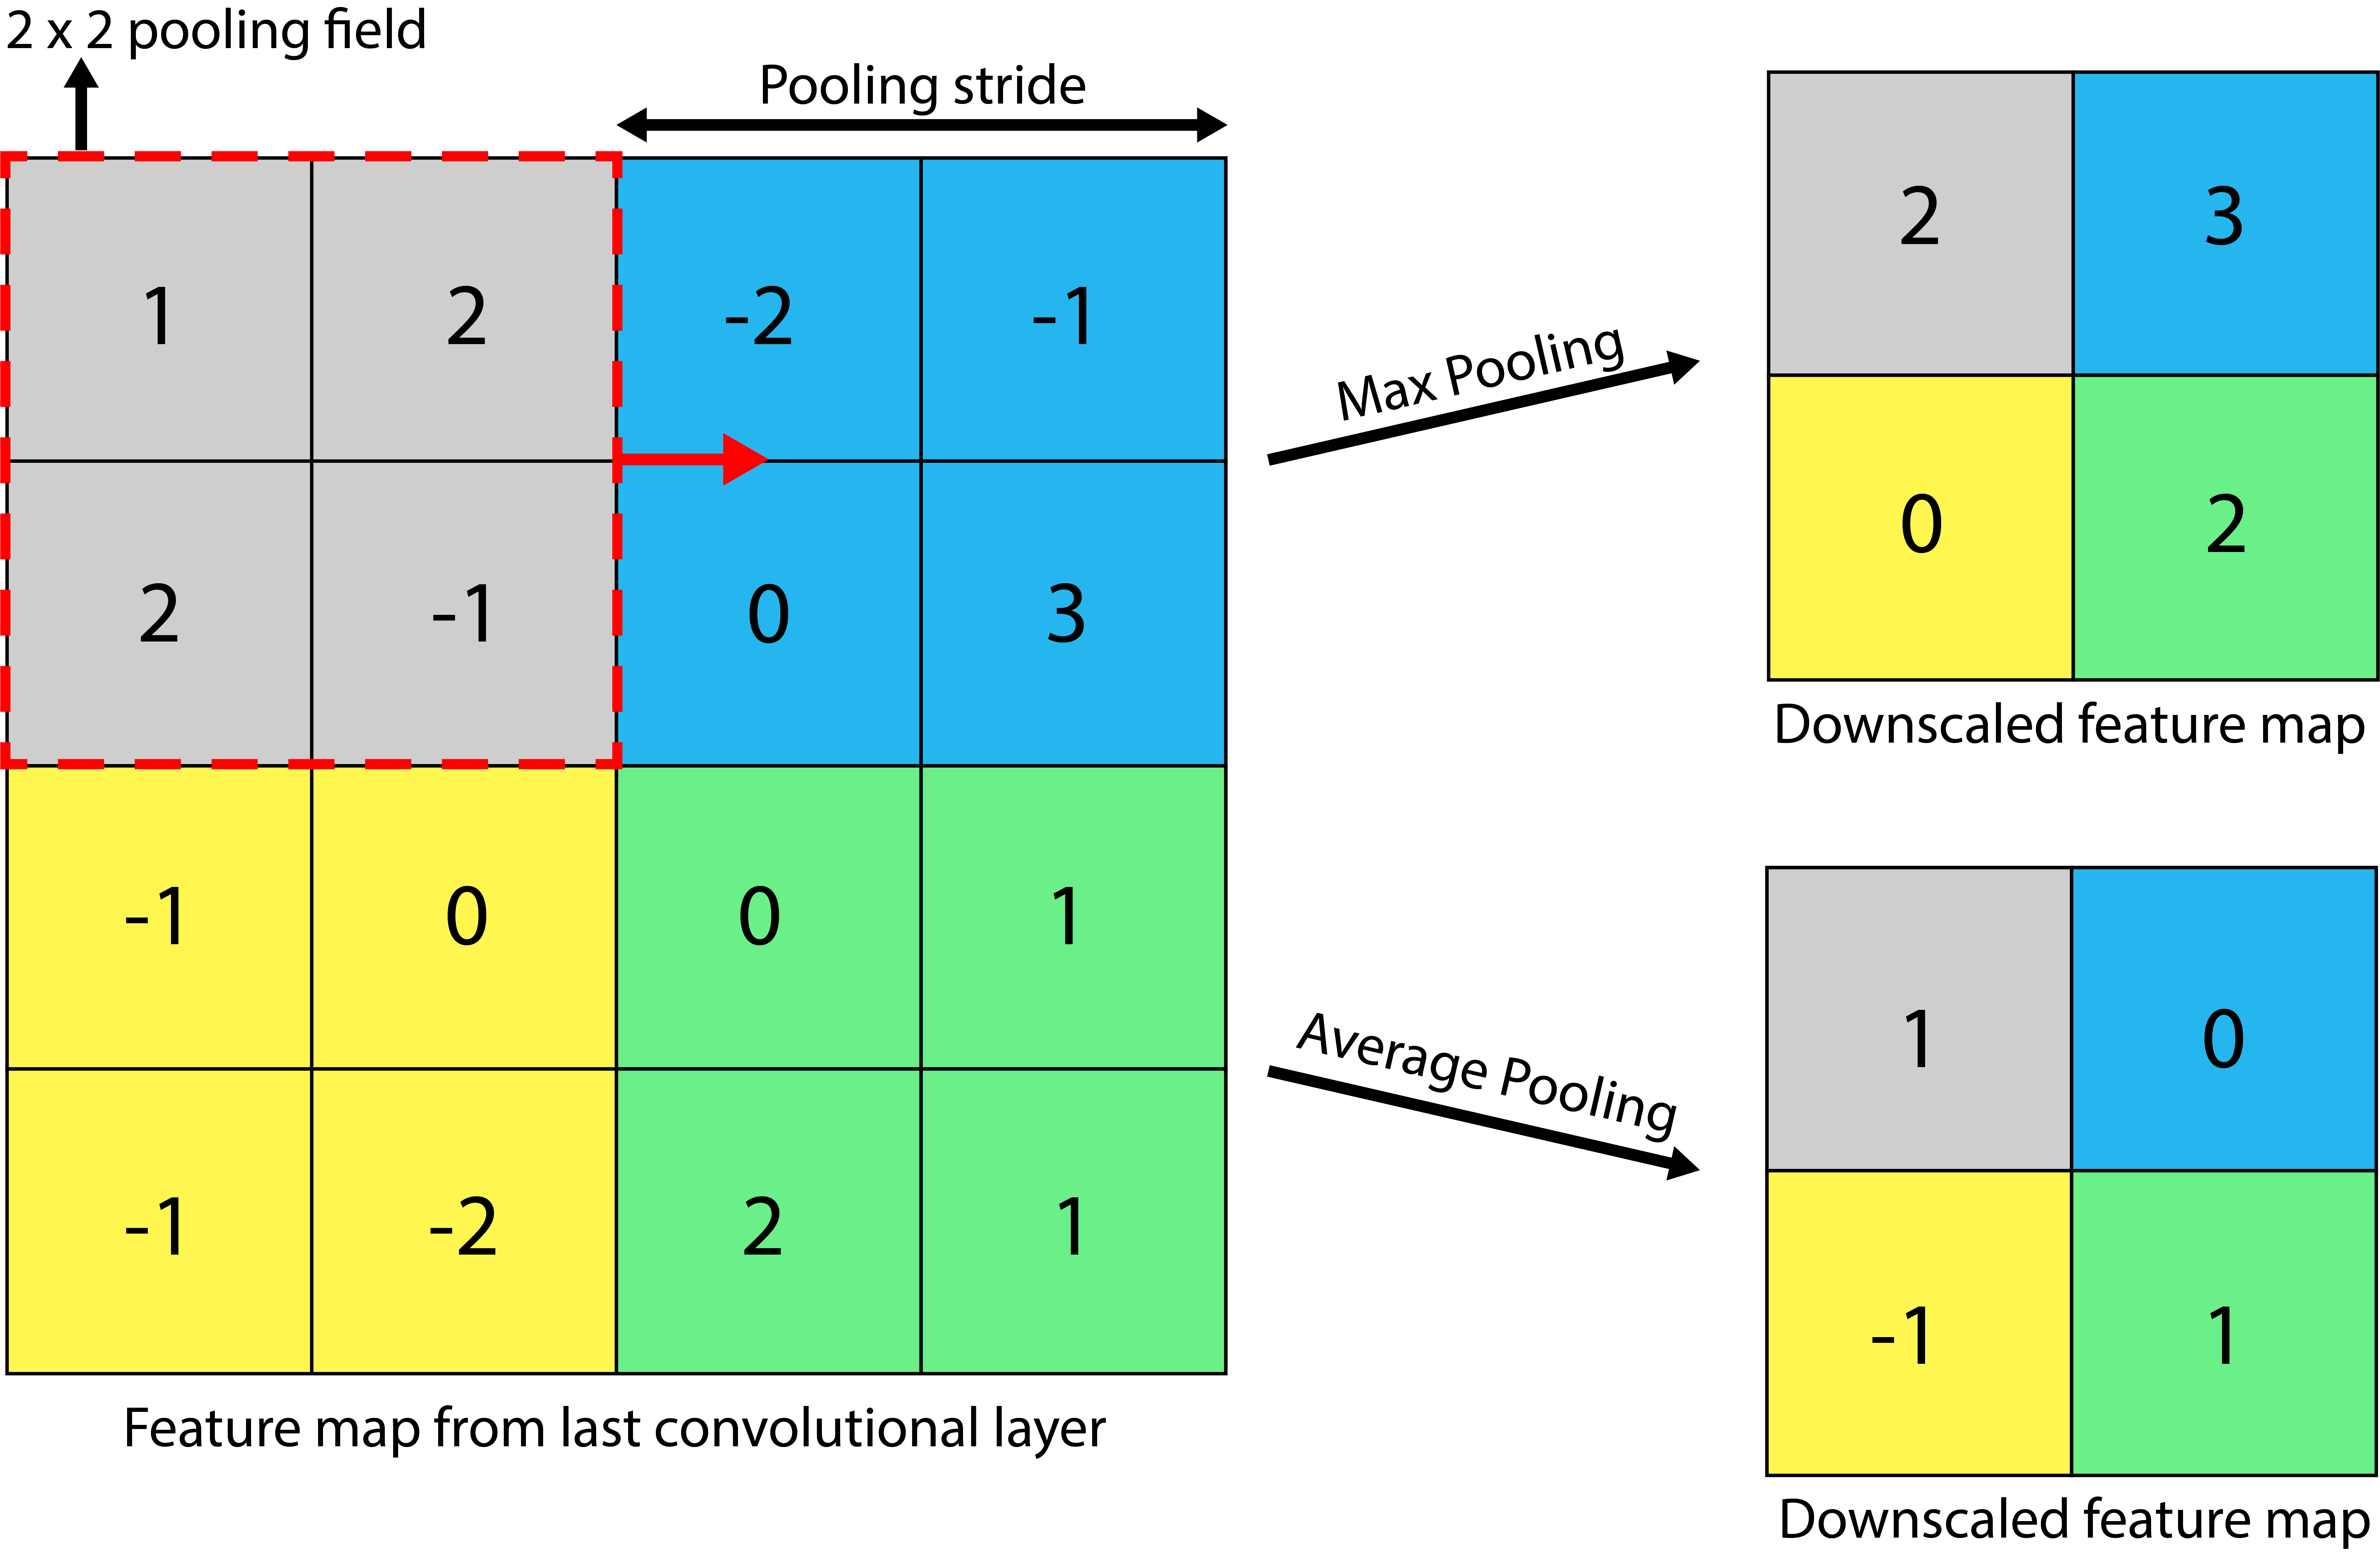 2 x 2 pooling field
Pooling stride
1 2 -2 -1
2 -1 0 3
-1 0 0 1
-1 -2 2 1
Feature map from last convolutional layer
Max Pooling
2 3
0 2
Downscaled feature map
Average Pooling
1 0
-1 1
Downscaled feature map